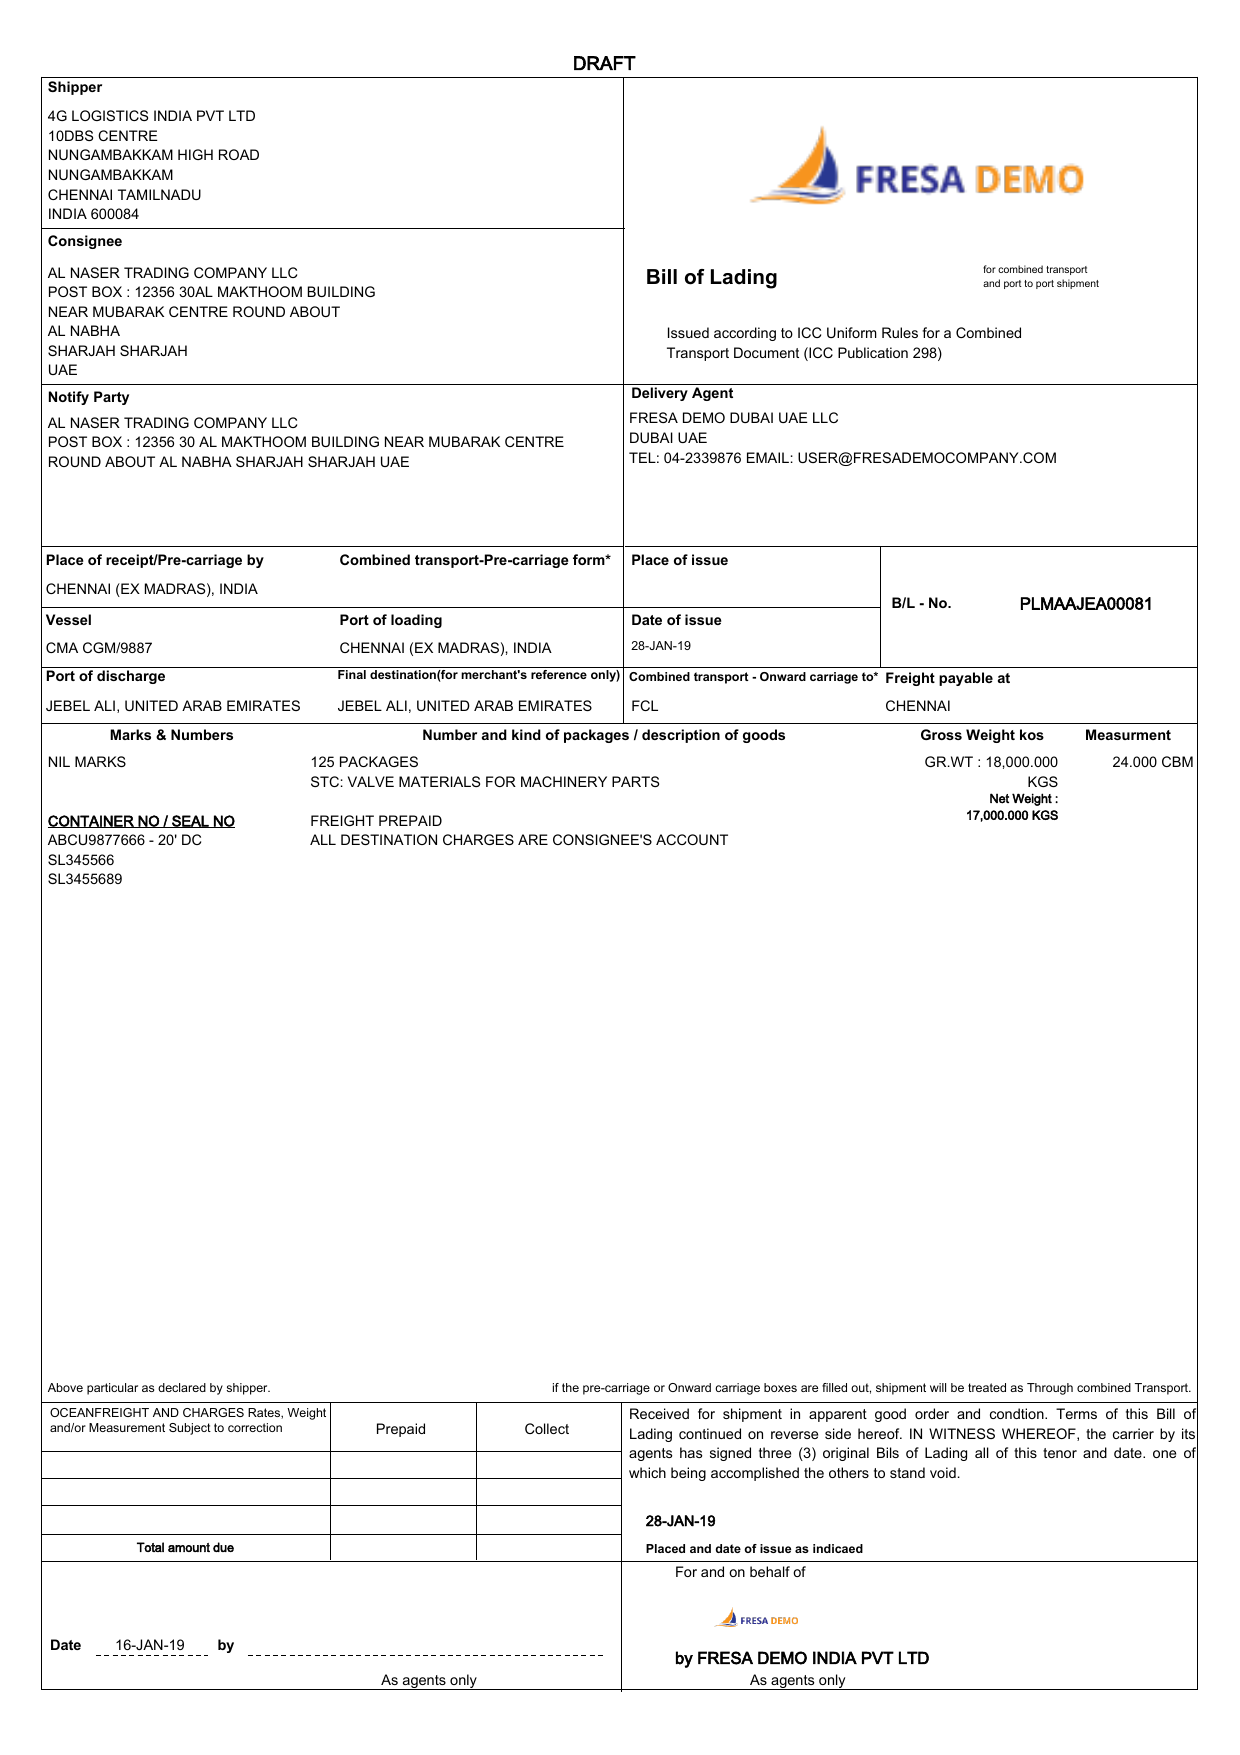 DRAFT
Shipper
4G LOGISTICS INDIA PVT LTD
10DBS CENTRE
NUNGAMBAKKAM HIGH ROAD
NUNGAMBAKKAM
CHENNAI TAMILNADU
INDIA 600084
FRESA DEMO
Consignee
AL NASER TRADING COMPANY LLC
POST BOX : 12356 30AL MAKTHOOM BUILDING
NEAR MUBARAK CENTRE ROUND ABOUT
AL NABHA
SHARJAH SHARJAH
UAE
Bill of Lading
for combined transport
and port to port shipment
Issued according to ICC Uniform Rules for a Combined
Transport Document (ICC Publication 298)
Notify Party
AL NASER TRADING COMPANY LLC
POST BOX : 12356 30 AL MAKTHOOM BUILDING NEAR MUBARAK CENTRE
ROUND ABOUT AL NABHA SHARJAH SHARJAH UAE
Delivery Agent
FRESA DEMO DUBAI UAE LLC
DUBAI UAE
TEL: 04-2339876 EMAIL: USER@FRESADEMOCOMPANY.COM
Place of receipt/Pre-carriage by
CHENNAI (EX MADRAS), INDIA
Combined transport-Pre-carriage form*
Place of issue
B/L - No. PLMAAJEA00081
Vessel
CMA CGM/9887
Port of loading
CHENNAI (EX MADRAS), INDIA
Date of issue
28-JAN-19
Port of discharge
JEBEL ALI, UNITED ARAB EMIRATES
Final destination(for merchant's reference only)
JEBEL ALI, UNITED ARAB EMIRATES
Combined transport - Onward carriage to*
FCL
Freight payable at
CHENNAI
Marks & Numbers Number and kind of packages / description of goods Gross Weight kos Measurment
NIL MARKS 125 PACKAGES GR.WT : 18,000.000 24.000 CBM
STC: VALVE MATERIALS FOR MACHINERY PARTS KGS
Net Weight :
17,000.000 KGS
CONTAINER NO / SEAL NO FREIGHT PREPAID
ABCU9877666 - 20' DC ALL DESTINATION CHARGES ARE CONSIGNEE'S ACCOUNT
SL345566
SL3455689
Above particular as declared by shipper. if the pre-carriage or Onward carriage boxes are filled out, shipment will be treated as Through combined Transport.
OCEANFREIGHT AND CHARGES Rates, Weight
and/or Measurement Subject to correction
Prepaid Collect
Total amount due
Received for shipment in apparent good order and condtion. Terms of this Bill of
Lading continued on reverse side hereof. IN WITNESS WHEREOF, the carrier by its
agents has signed three (3) original Bils of Lading all of this tenor and date. one of
which being accomplished the others to stand void.
28-JAN-19
Placed and date of issue as indicaed
Date 16-JAN-19 by
As agents only
For and on behalf of
FRESA DEMO
by FRESA DEMO INDIA PVT LTD
As agents only